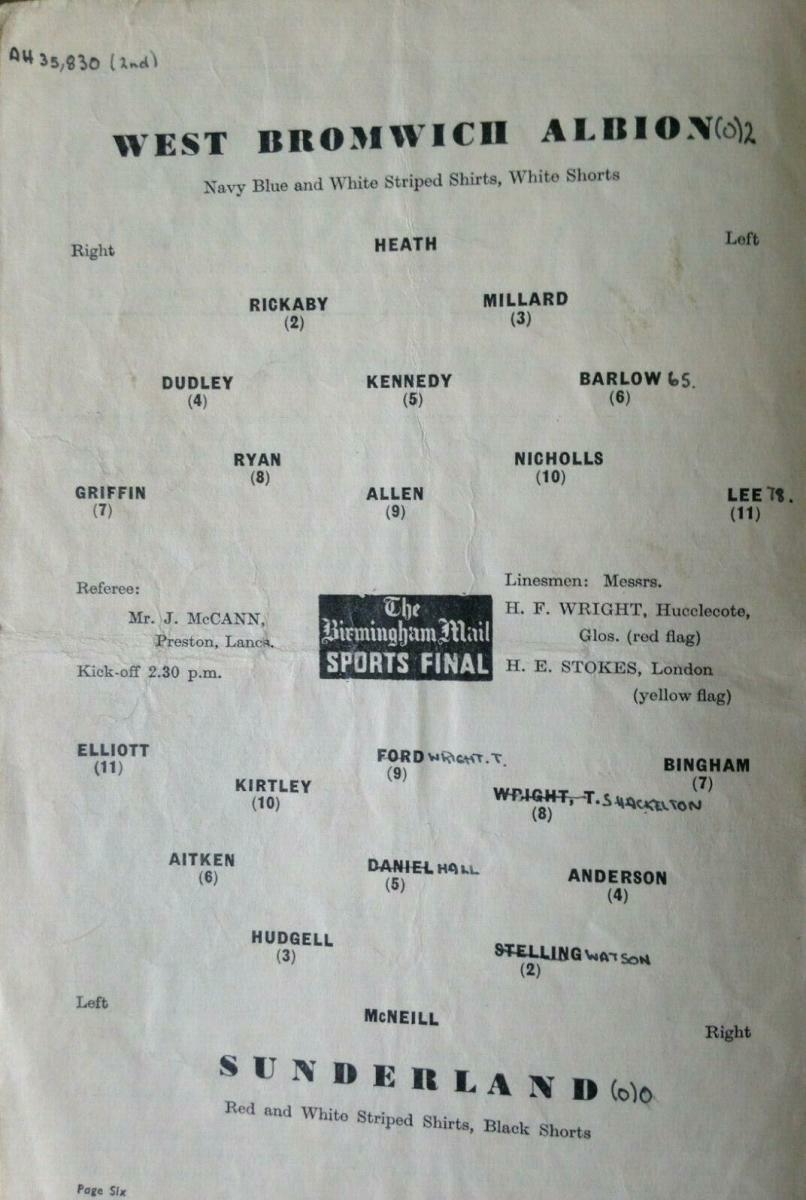 AH 35,830 (2nd)
WEST BROMWICH ALBION (0)2
Navy Blue and White Striped Shirts, White Shorts
Right HEATH Left
RICKABY MILLARD
(2) (3)
DUDLEY KENNEDY BARLOW 65.
(4) (5) (6)
RYAN NICHOLLS
(8) (10)
GRIFFIN ALLEN LEE 78.
(7) (9) (11)
Referee:
Mr. J. McCANN,
Preston, Lancs.
Kick-off 2.30 p.m.
The
Birmingham Mail
SPORTS FINAL
Linesmen: Messrs.
H. F. WRIGHT, Hucclecote,
Glos. (red flag)
H. E. STOKES, London
(yellow flag)
ELLIOTT FORD WRIGHT.T. BINGHAM
(11) (9) (7)
KIRTLEY WRIGHT, T. SHACKELTON
(10) (8)
AITKEN DANIEL HALL ANDERSON
(6) (5) (4)
HUDGELL STELLING WATSON
(3) (2)
Left McNEILL Right
SUNDERLAND (0)0
Red and White Striped Shirts, Black Shorts
Page Six